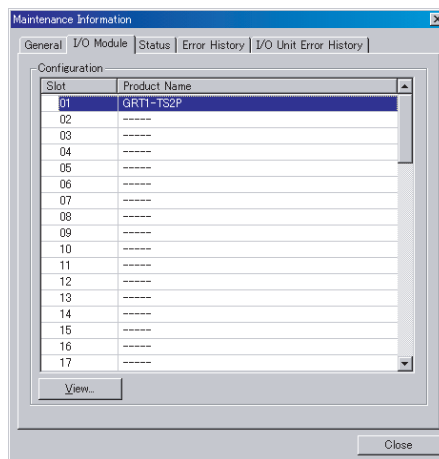 Maintenance Information
General I/O Module Status Error History I/O Unit Error History
Configuration
Slot Product Name
01 GRT1-TS2P
02 -----
03 -----
04 -----
05 -----
06 -----
07 -----
08 -----
09 -----
10 -----
11 -----
12 -----
13 -----
14 -----
15 -----
16 -----
17 -----
View...
Close